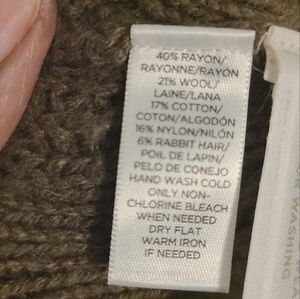 40% RAYON/
RAYONNE/RAYÓN
21% WOOL/
LAINE/LANA
17% COTTON/
COTON/ALGODÓN
16% NYLON/NILÓN
6% RABBIT HAIR/
POIL DE LAPIN/
PELO DE CONEJO
HAND WASH COLD
ONLY NON-
CHLORINE BLEACH
WHEN NEEDED
DRY FLAT
WARM IRON
IF NEEDED
WASHING